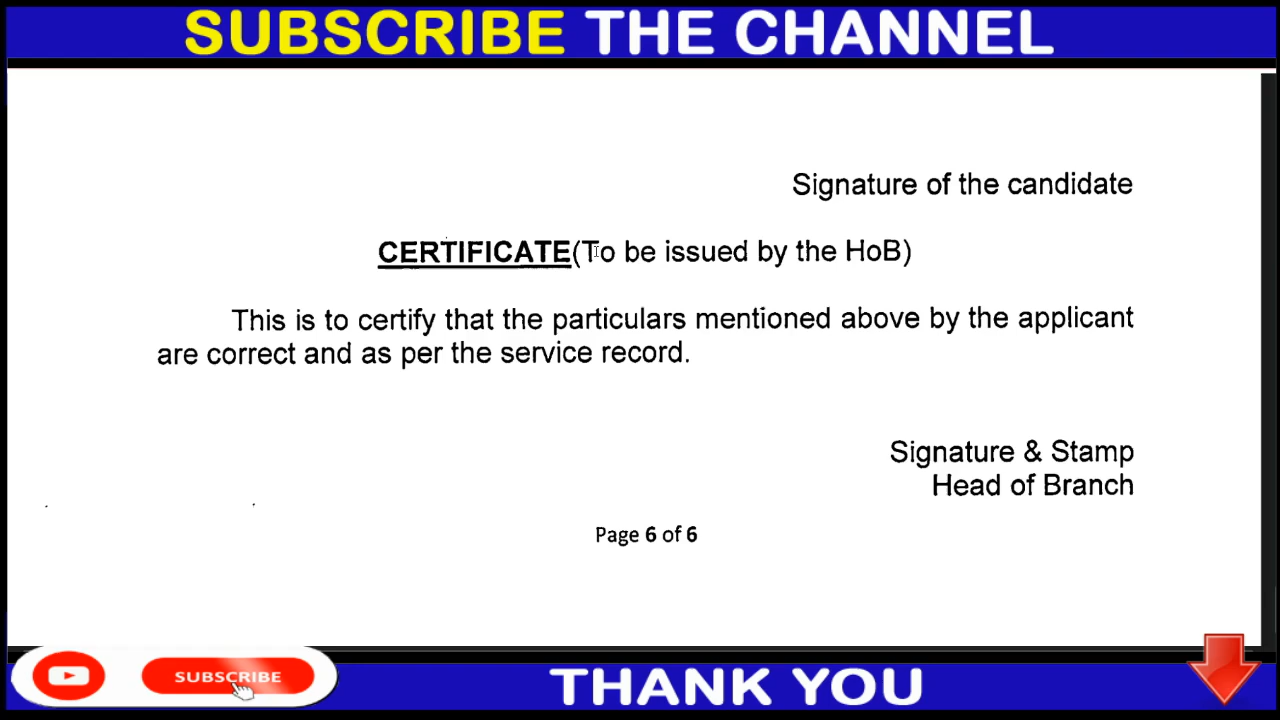 SUBSCRIBE THE CHANNEL
Signature of the candidate
CERTIFICATE(To be issued by the HoB)
This is to certify that the particulars mentioned above by the applicant
are correct and as per the service record.
Signature & Stamp
Head of Branch
Page 6 of 6
SUBSCRIBE
THANK YOU